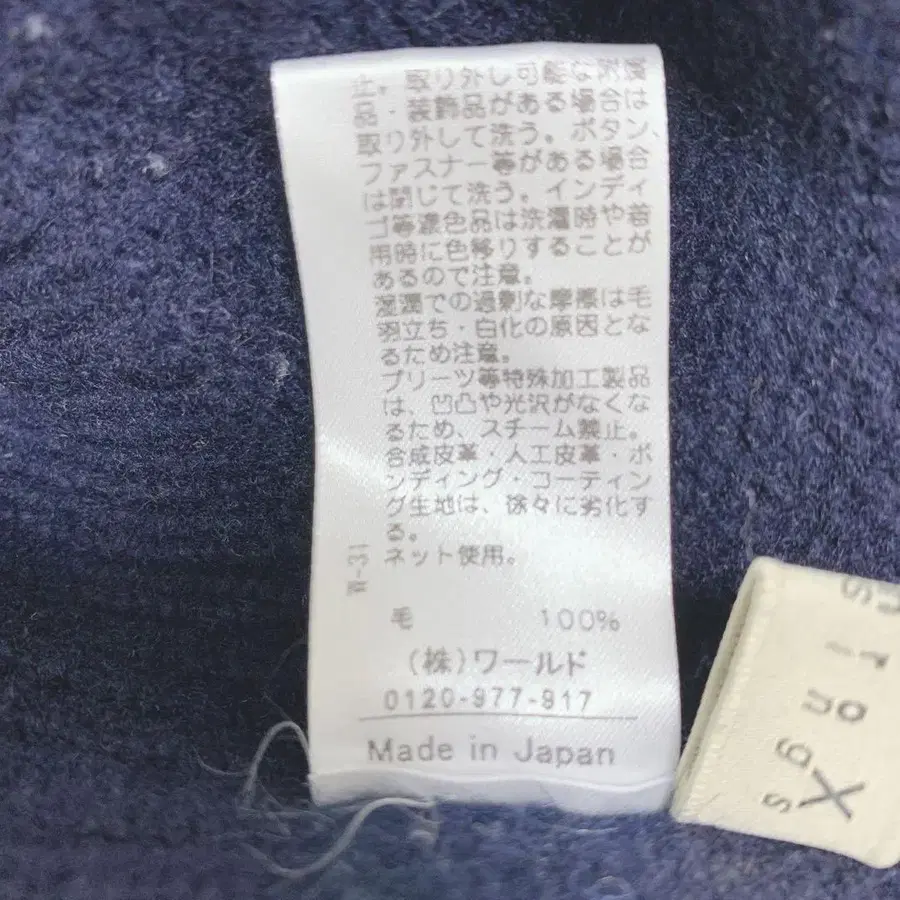 止。取り外し可能な附属
品・装飾品がある場合は
取り外して洗う。ボタン、
ファスナー等がある場合
は閉じて洗う。インディ
ゴ等濃色品は洗濯時や着
用時に色移りすることが
あるので注意。
湿潤での過剰な摩擦は毛
羽立ち・白化の原因とな
るため注意。
プリーツ等特殊加工製品
は、凹凸や光沢がなくな
るため、スチーム禁止。
合成皮革・人工皮革・ボ
ンディング・コーティン
グ生地は、徐々に劣化す
る。
ネット使用。
W-31
毛 100%
(株)ワールド
0120-977-917
Made in Japan